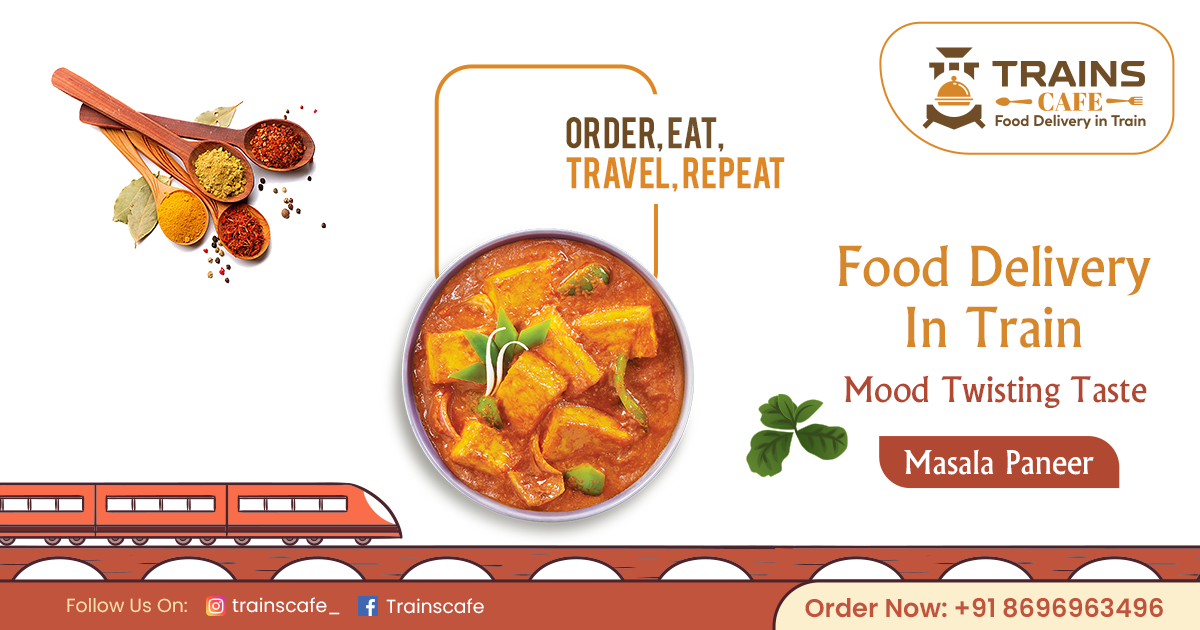 ORDER, EAT,
TRAVEL, REPEAT
TRAINS
CAFE
Food Delivery in Train
Food Delivery
In Train
Mood Twisting Taste
Masala Paneer
Follow Us On: trainscafe_ Trainscafe
Order Now: +91 8696963496